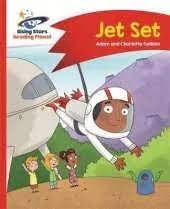 Rising Stars
Reading Planet
Jet Set
Adam and Charlotte Guillain